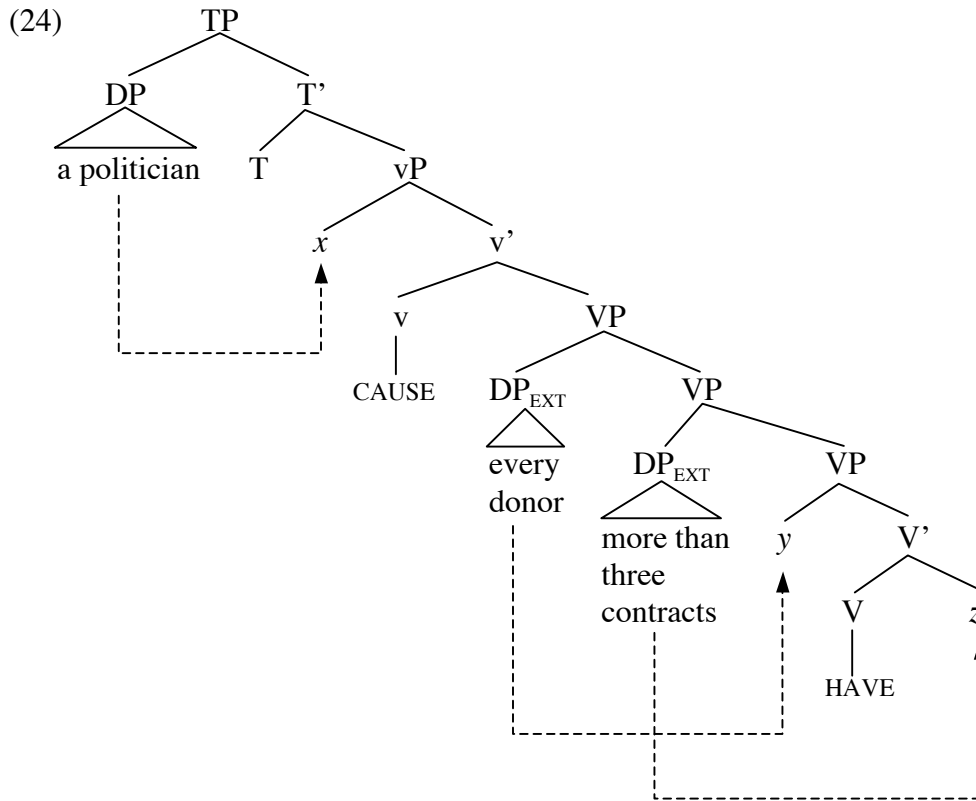 (24) TP
DP T’
a politician T vP
x v’
v VP
CAUSE DP_EXT VP
every DP_EXT VP
donor
more than y V’
three
contracts V z
HAVE